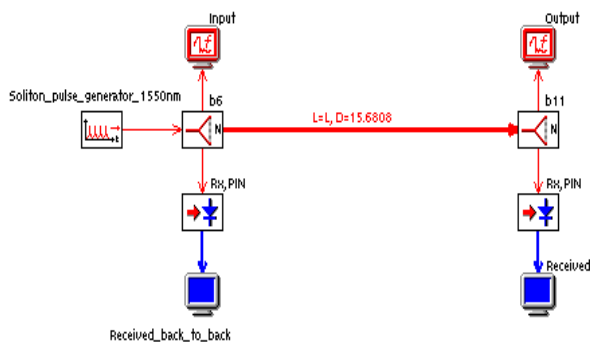 Input
Output
Soliton_pulse_generator_1550nm
b6
b11
N
L=L, D=15.6808
N
Rx,PIN
Rx,PIN
Received
Received_back_to_back